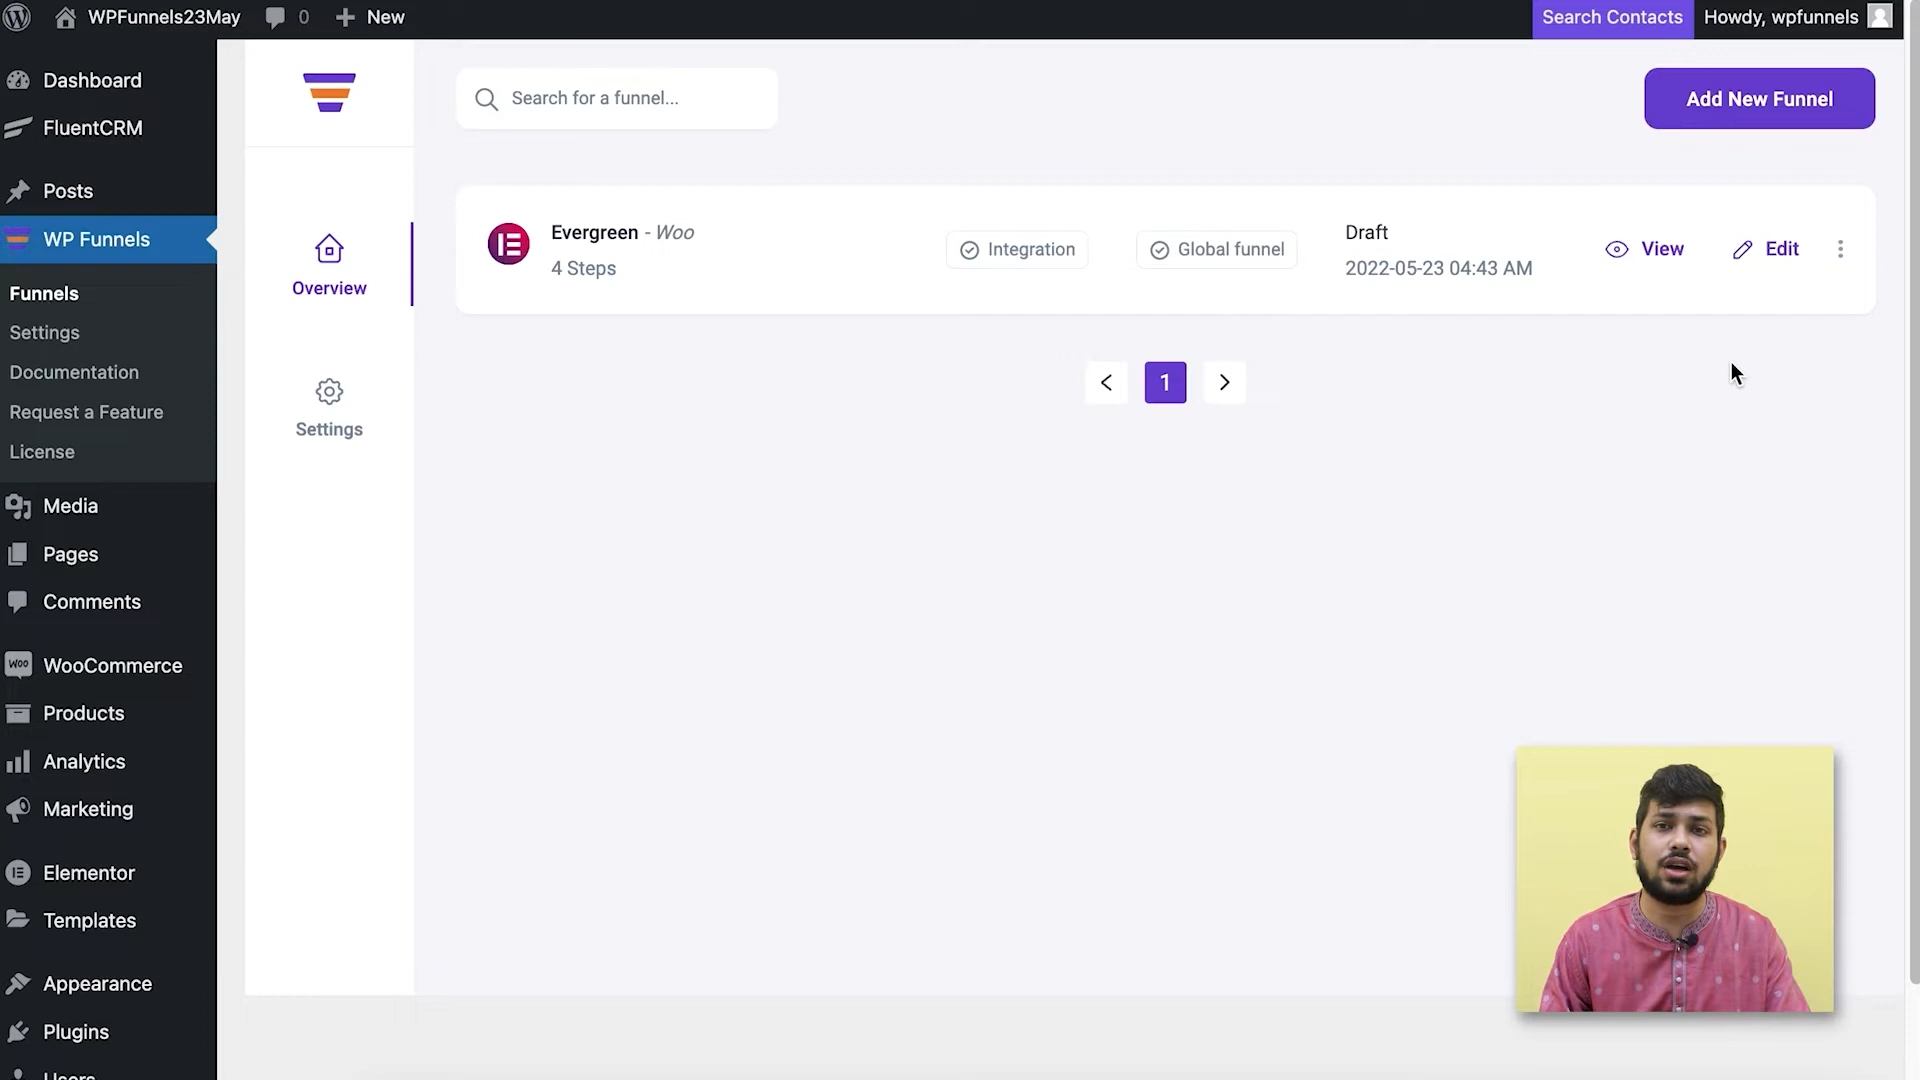 WPFunnels23May
0
New
Search Contacts
Howdy, wpfunnels
Dashboard
FluentCRM
Posts
WP Funnels
Funnels
Settings
Documentation
Request a Feature
License
Media
Pages
Comments
WooCommerce
Products
Analytics
Marketing
Elementor
Templates
Appearance
Plugins
Users
Overview
Settings
Search for a funnel...
Add New Funnel
Evergreen - Woo
4 Steps
Integration
Global funnel
Draft
2022-05-23 04:43 AM
View
Edit
1